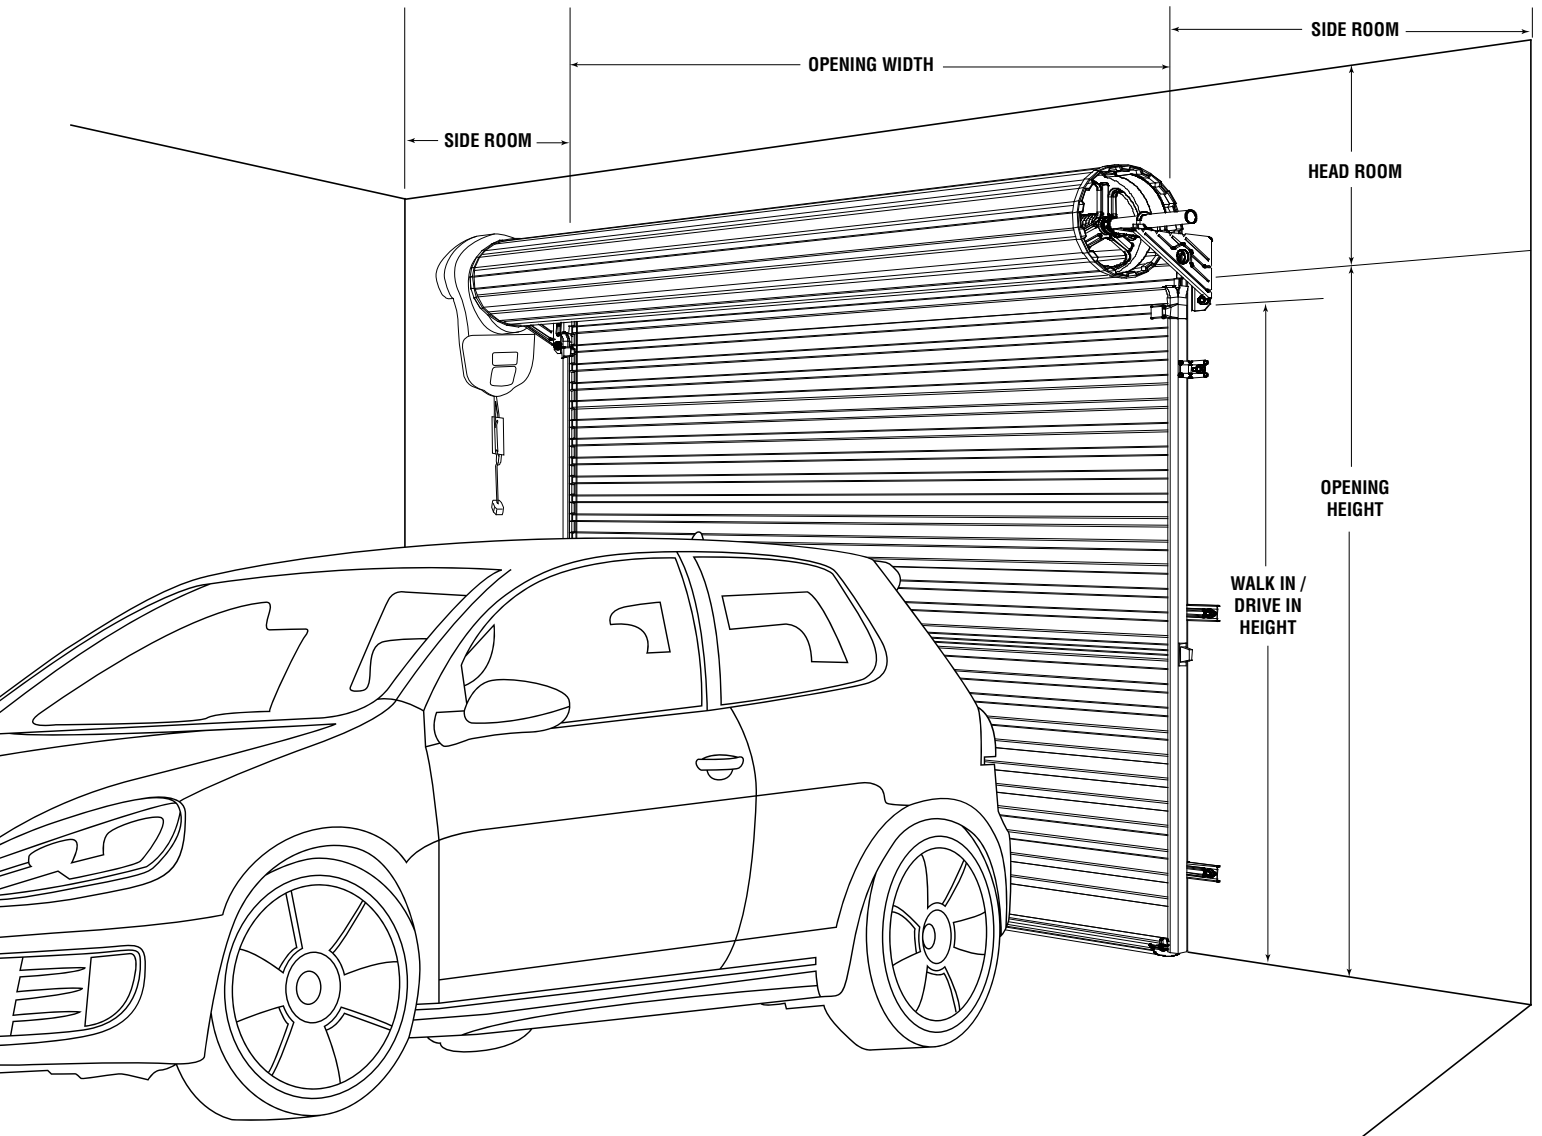 SIDE ROOM
OPENING WIDTH
SIDE ROOM
HEAD ROOM
OPENING
HEIGHT
WALK IN /
DRIVE IN
HEIGHT